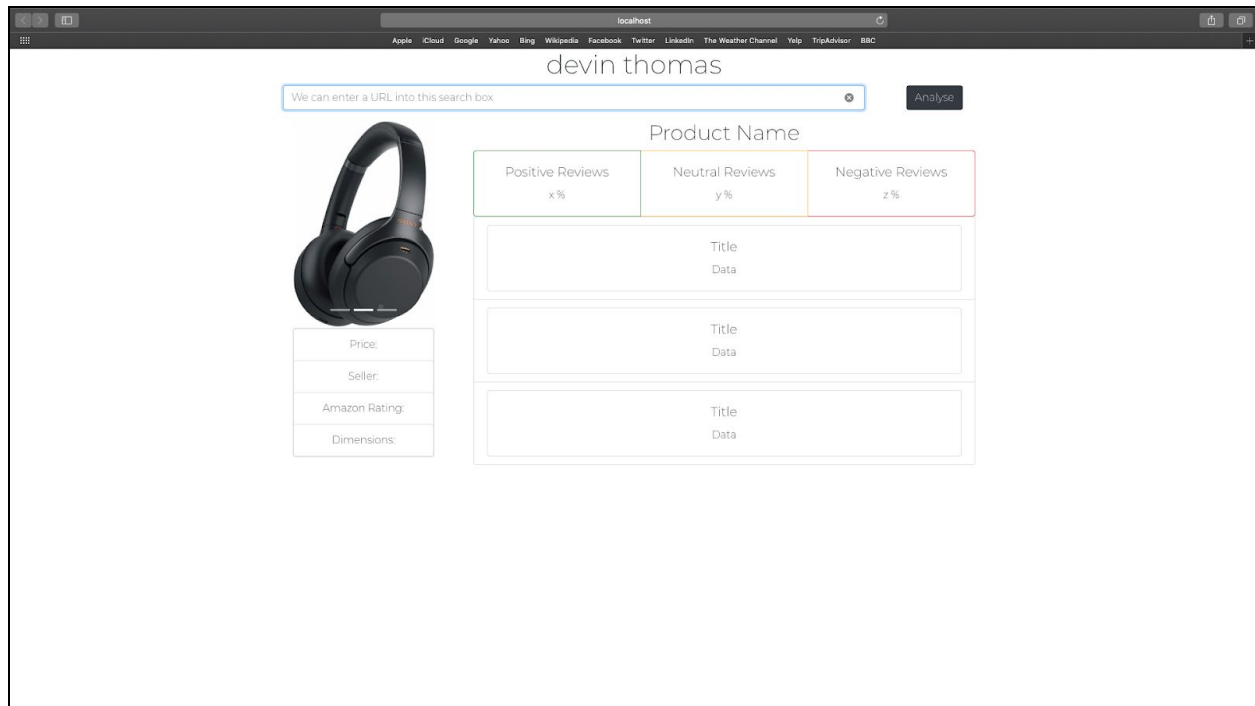 localhost
Apple iCloud Google Yahoo Bing Wikipedia Facebook Twitter LinkedIn The Weather Channel Yelp TripAdvisor BBC
devin thomas
We can enter a URL into this search box
Analyse
SONY
Product Name
Positive Reviews
x %
Neutral Reviews
y %
Negative Reviews
z %
Title
Data
Title
Data
Title
Data
Price:
Seller:
Amazon Rating:
Dimensions: